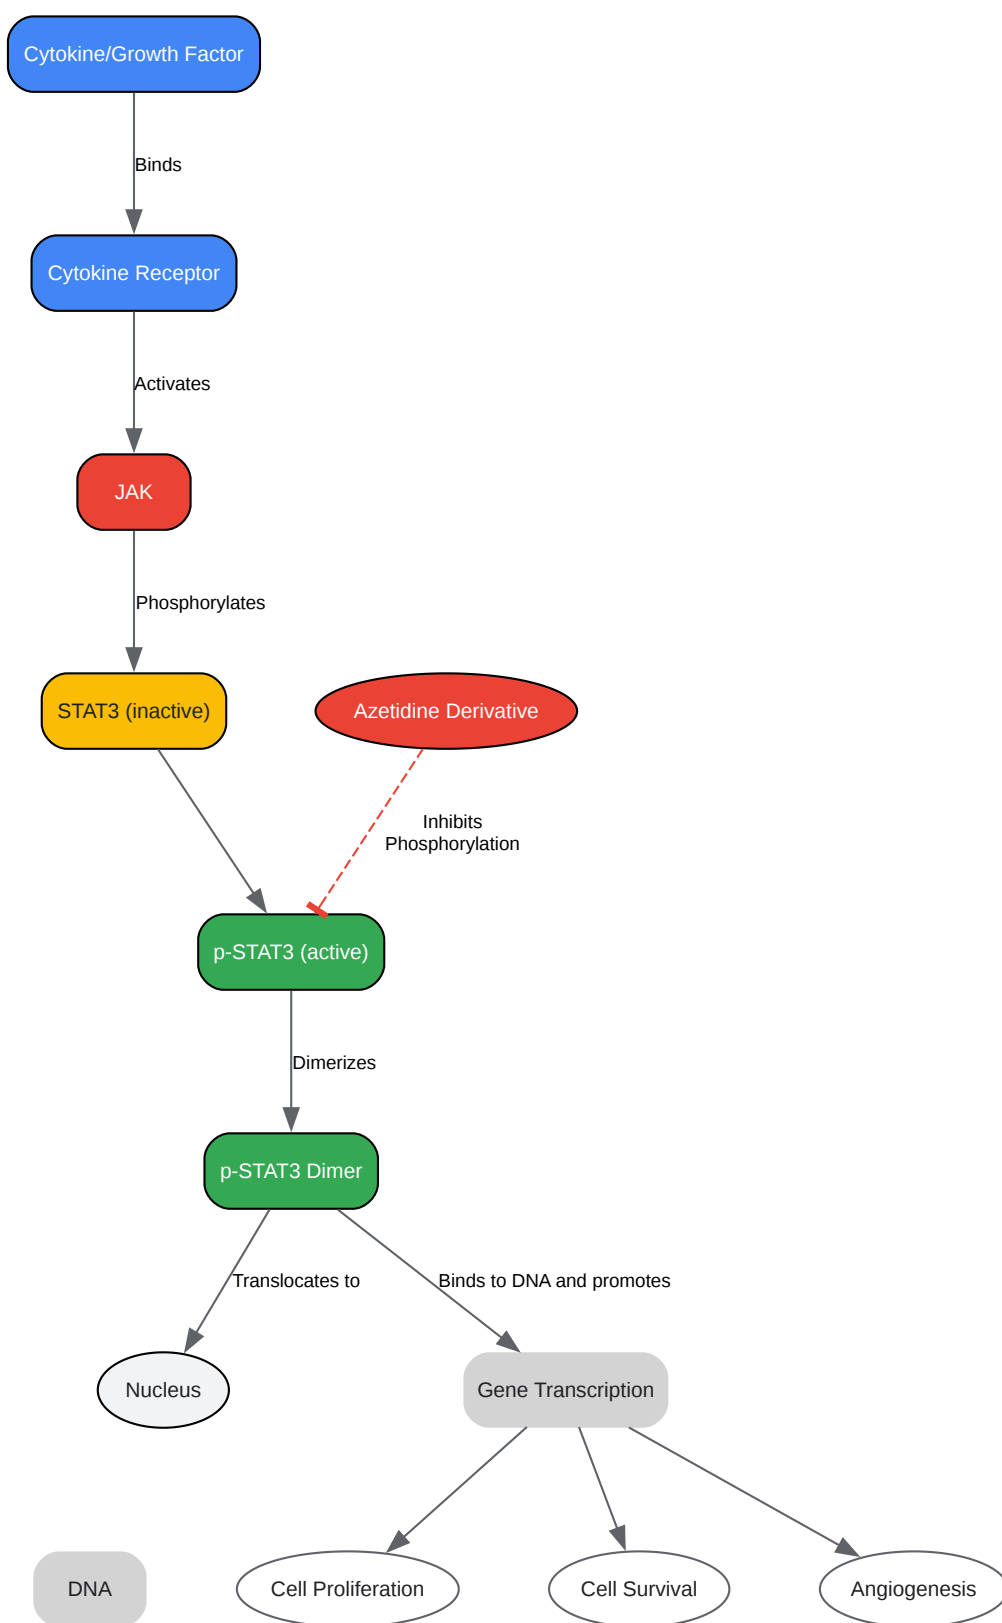 Cytokine/Growth Factor
Binds
Cytokine Receptor
Activates
JAK
Phosphorylates
STAT3 (inactive)
Azetidine Derivative
Inhibits
Phosphorylation
p-STAT3 (active)
Dimerizes
p-STAT3 Dimer
Translocates to
Binds to DNA and promotes
Nucleus
Gene Transcription
DNA
Cell Proliferation
Cell Survival
Angiogenesis